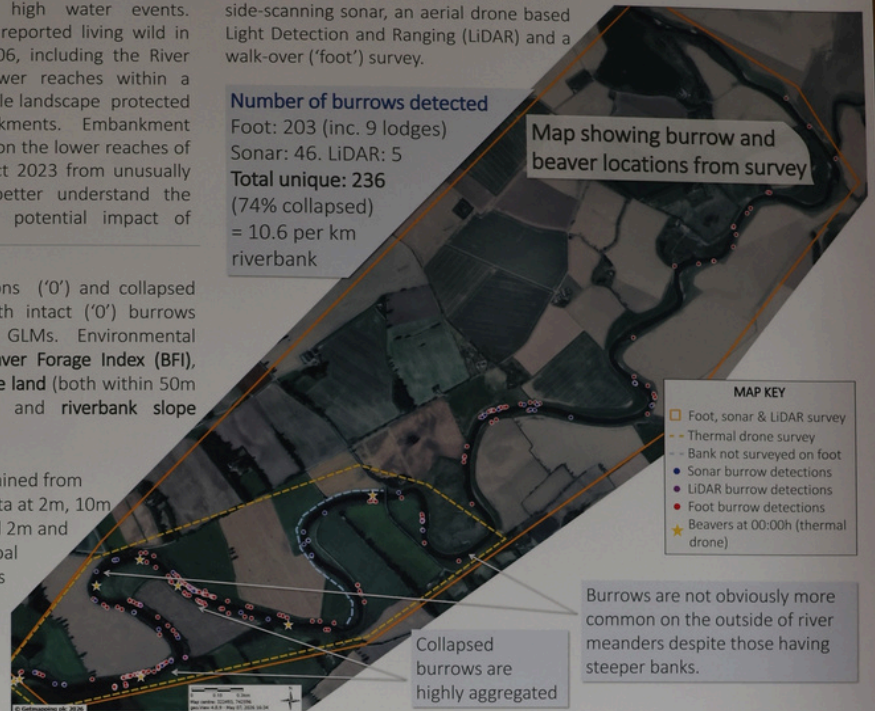 high water events.
reported living wild in
06, including the River
wer reaches within a
le landscape protected
kments. Embankment
on the lower reaches of
ct 2023 from unusually
better understand the
potential impact of
ons ('0') and collapsed
th intact ('0') burrows
GLMs. Environmental
ver Forage Index (BFI),
e land (both within 50m
and riverbank slope
ined from
ta at 2m, 10m
d 2m and
oal
s
side-scanning sonar, an aerial drone based
Light Detection and Ranging (LiDAR) and a
walk-over ('foot') survey.
Number of burrows detected
Foot: 203 (inc. 9 lodges)
Sonar: 46. LiDAR: 5
Total unique: 236
(74% collapsed)
= 10.6 per km
riverbank
Map showing burrow and
beaver locations from survey
MAP KEY
Foot, sonar & LiDAR survey
Thermal drone survey
Bank not surveyed on foot
Sonar burrow detections
LiDAR burrow detections
Foot burrow detections
Beavers at 00:00h (thermal
drone)
Burrows are not obviously more
common on the outside of river
meanders despite those having
steeper banks.
Collapsed
burrows are
highly aggregated